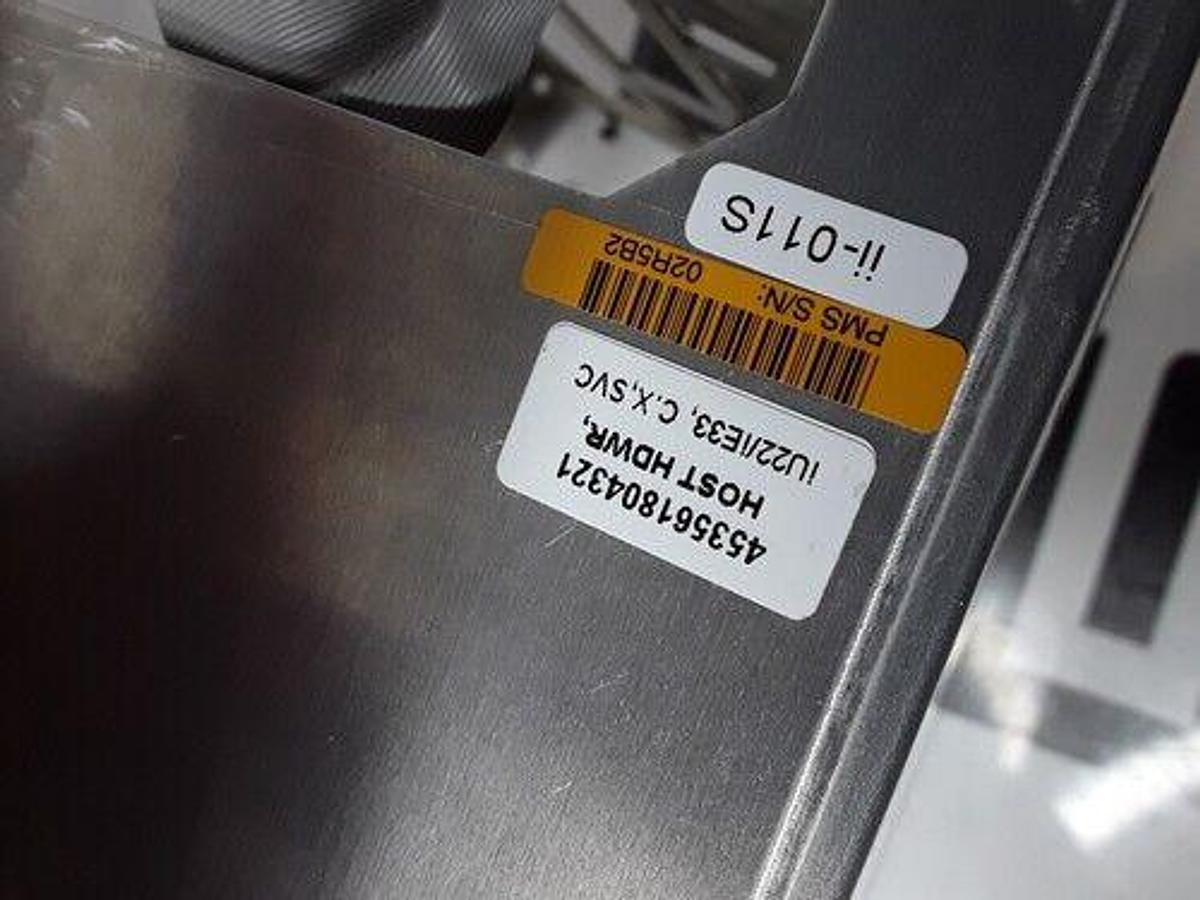 453561804321
HOST HDWR,
iU22/iE33, C.X,SVC
PMS S/N: 02R5B2
ii-011S